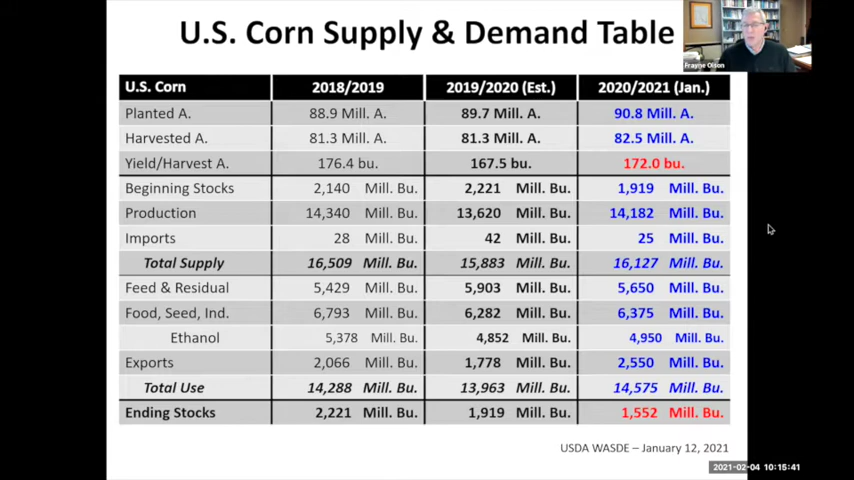 U.S. Corn Supply & Demand Table
Frayne Olson
U.S. Corn 2018/2019 2019/2020 (Est.) 2020/2021 (Jan.)
Planted A. 88.9 Mill. A. 89.7 Mill. A. 90.8 Mill. A.
Harvested A. 81.3 Mill. A. 81.3 Mill. A. 82.5 Mill. A.
Yield/Harvest A. 176.4 bu. 167.5 bu. 172.0 bu.
Beginning Stocks 2,140 Mill. Bu. 2,221 Mill. Bu. 1,919 Mill. Bu.
Production 14,340 Mill. Bu. 13,620 Mill. Bu. 14,182 Mill. Bu.
Imports 28 Mill. Bu. 42 Mill. Bu. 25 Mill. Bu.
Total Supply 16,509 Mill. Bu. 15,883 Mill. Bu. 16,127 Mill. Bu.
Feed & Residual 5,429 Mill. Bu. 5,903 Mill. Bu. 5,650 Mill. Bu.
Food, Seed, Ind. 6,793 Mill. Bu. 6,282 Mill. Bu. 6,375 Mill. Bu.
Ethanol 5,378 Mill. Bu. 4,852 Mill. Bu. 4,950 Mill. Bu.
Exports 2,066 Mill. Bu. 1,778 Mill. Bu. 2,550 Mill. Bu.
Total Use 14,288 Mill. Bu. 13,963 Mill. Bu. 14,575 Mill. Bu.
Ending Stocks 2,221 Mill. Bu. 1,919 Mill. Bu. 1,552 Mill. Bu.
USDA WASDE – January 12, 2021
2021-02-04 10:15:41